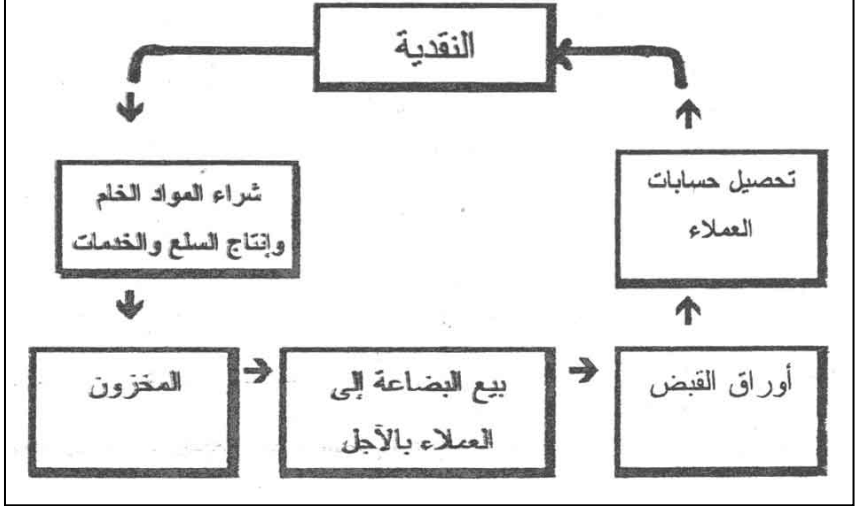 النقدية
شراء المواد الخام
وإنتاج السلع والخدمات
تحصيل حسابات
العملاء
المخزون
بيع البضاعة إلى
العملاء بالآجل
أوراق القبض